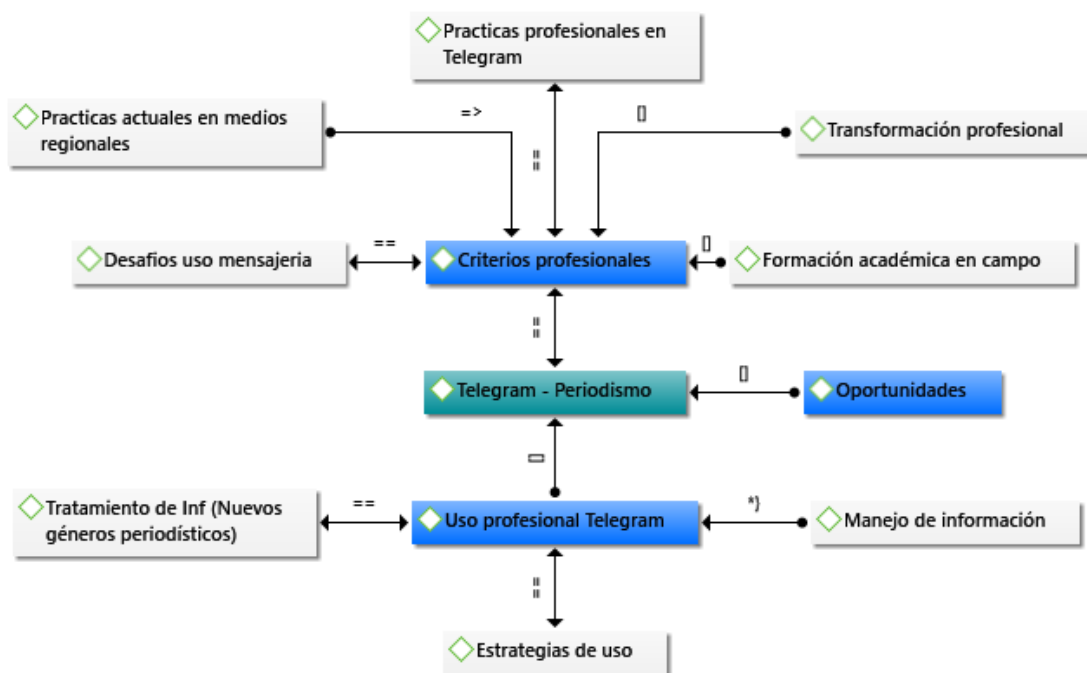 Practicas profesionales en
Telegram
Practicas actuales en medios
regionales
=>
[]
Transformación profesional
==
Desafios uso mensajeria
==
Criterios profesionales
[]
Formación académica en campo
==
Telegram - Periodismo
[]
Oportunidades
[]
Tratamiento de Inf (Nuevos
géneros periodísticos)
==
Uso profesional Telegram
*}
Manejo de información
==
Estrategias de uso